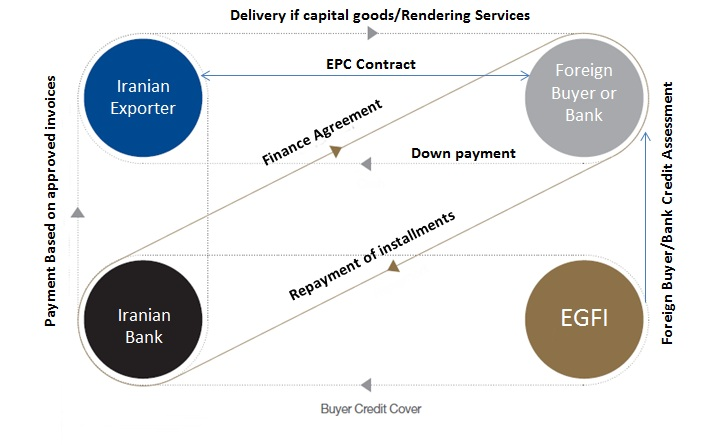 Delivery if capital goods/Rendering Services
Iranian
Exporter
EPC Contract
Foreign
Buyer or
Bank
Finance Agreement
Down payment
Payment Based on approved invoices
Foreign Buyer/Bank Credit Assessment
Repayment of installments
Iranian
Bank
EGFI
Buyer Credit Cover